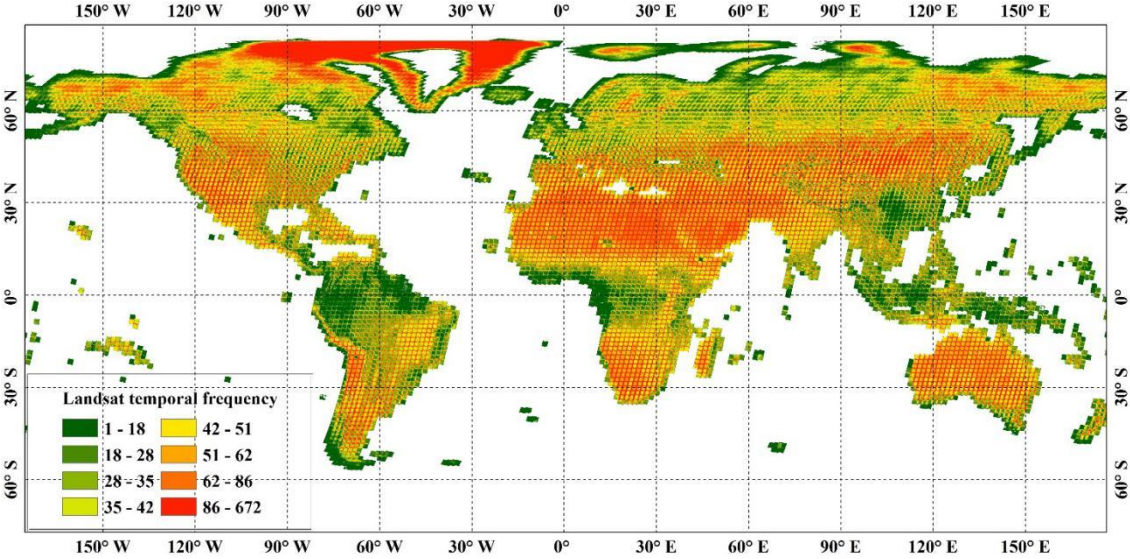 150° W 120° W 90° W 60° W 30° W 0° 30° E 60° E 90° E 120° E 150° E
60° N 60° N
30° N 30° N
0° 0°
30° S 30° S
60° S 60° S
Landsat temporal frequency
1 - 18 42 - 51
18 - 28 51 - 62
28 - 35 62 - 86
35 - 42 86 - 672
150° W 120° W 90° W 60° W 30° W 0° 30° E 60° E 90° E 120° E 150° E